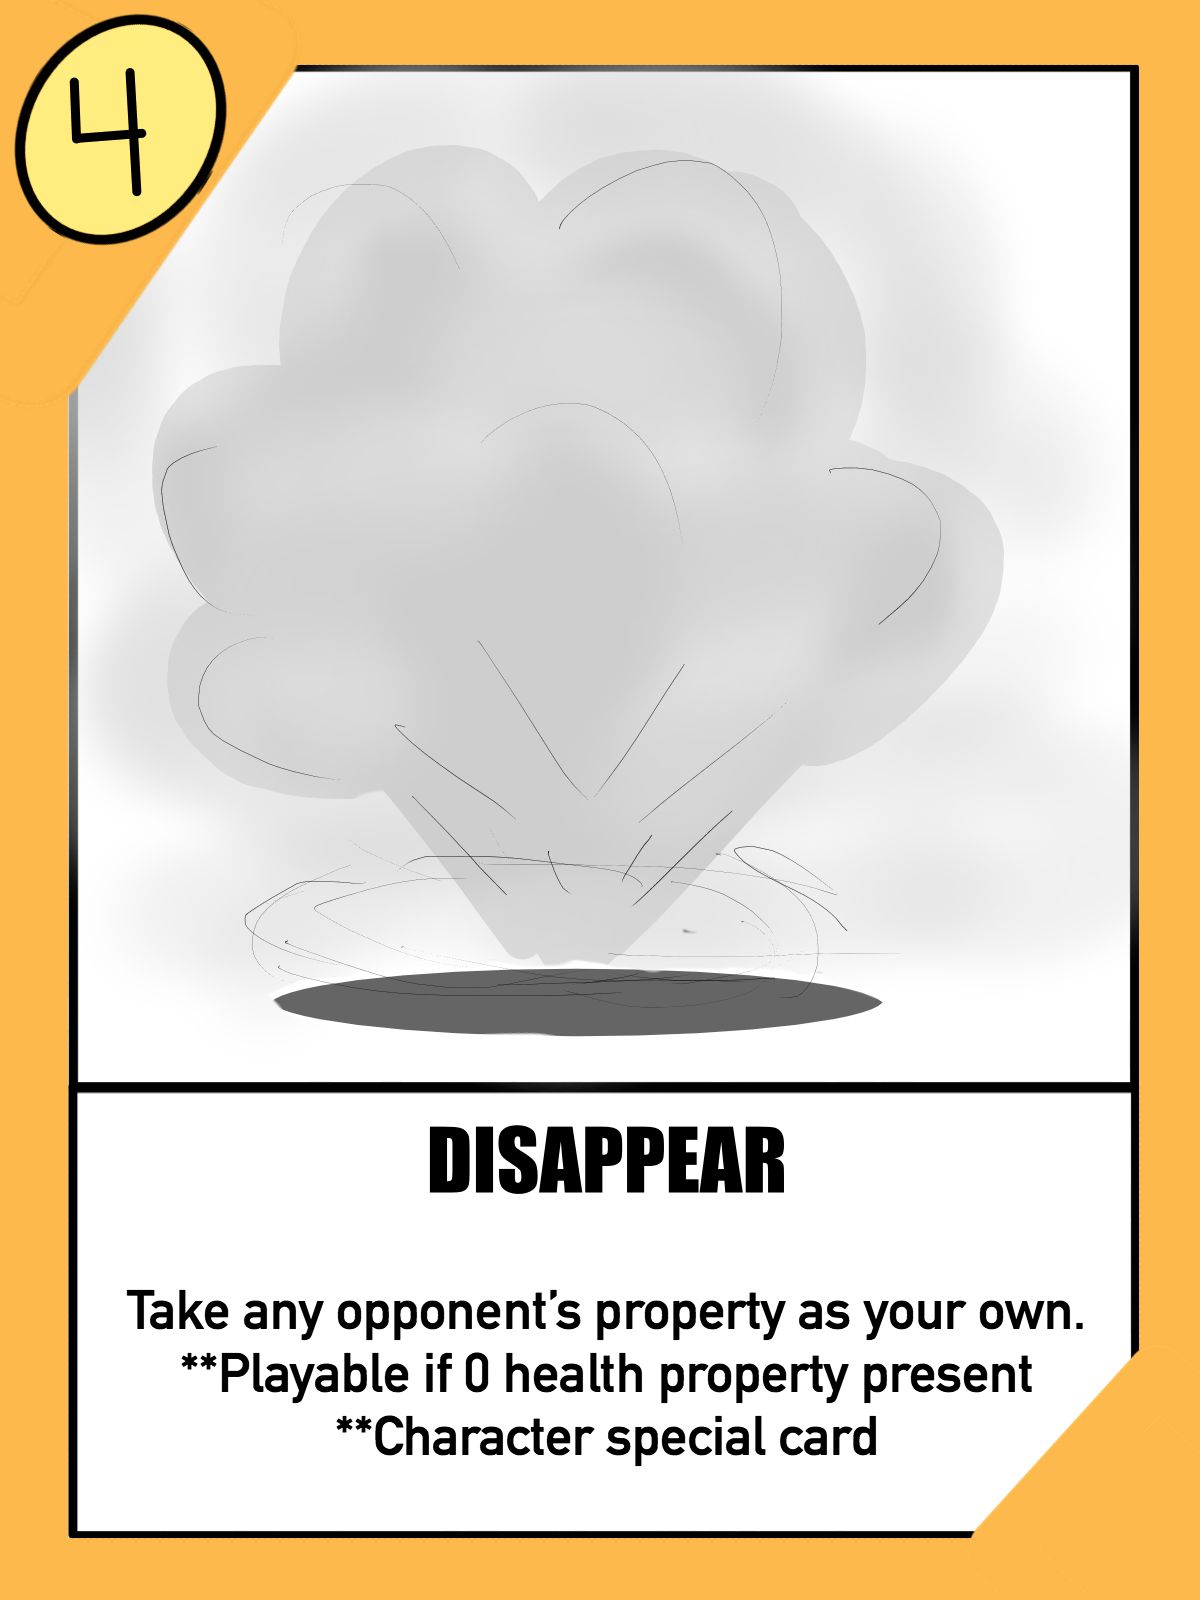 4
DISAPPEAR
Take any opponent’s property as your own.
**Playable if 0 health property present
**Character special card